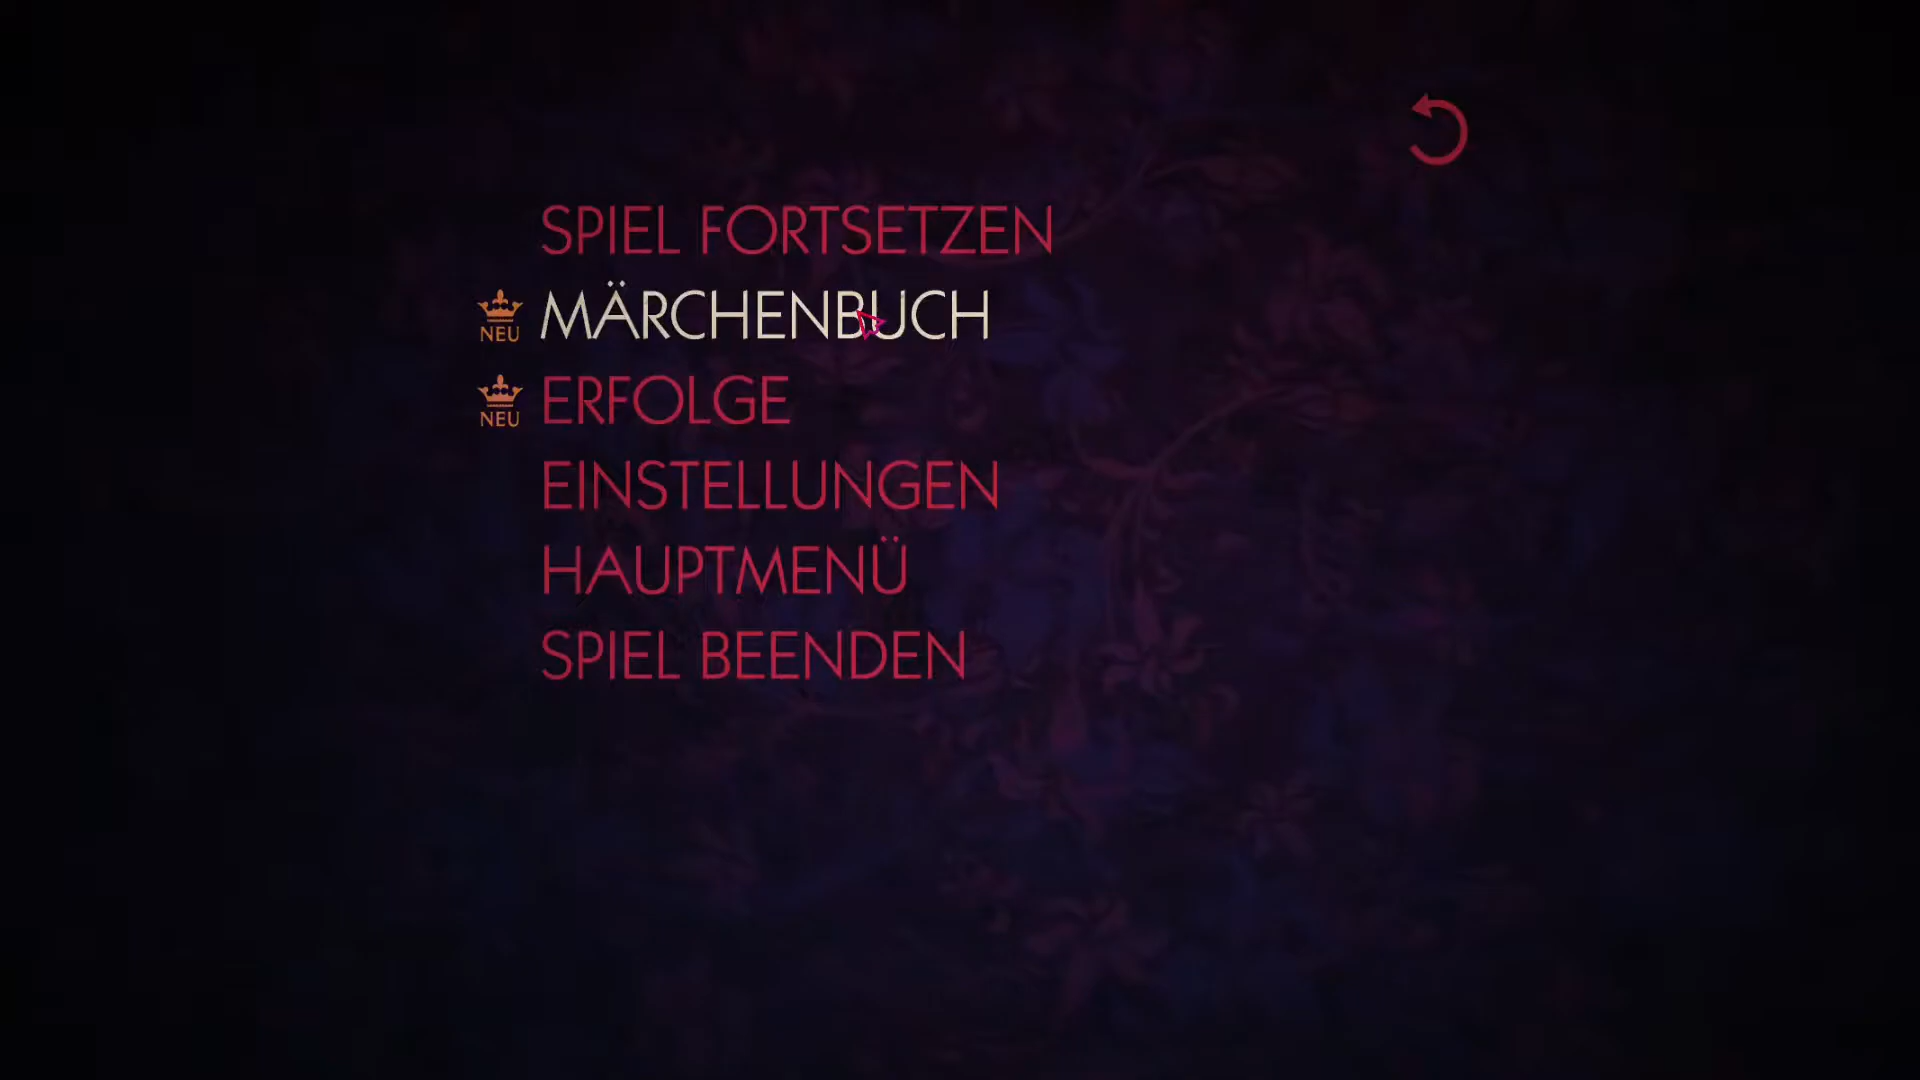 SPIEL FORTSETZEN
NEU MÄRCHENBUCH
NEU ERFOLGE
EINSTELLUNGEN
HAUPTMENÜ
SPIEL BEENDEN